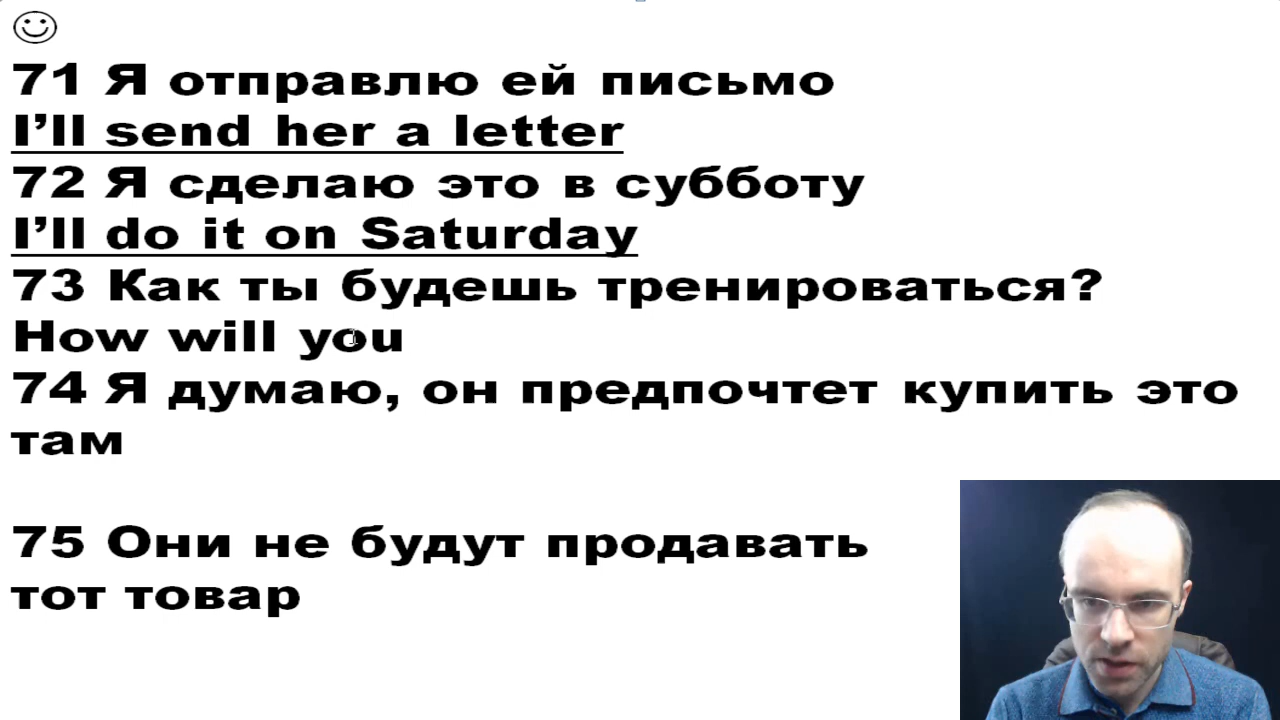 71 Я отправлю ей письмо
I’ll send her a letter
72 Я сделаю это в субботу
I’ll do it on Saturday
73 Как ты будешь тренироваться?
How will you
74 Я думаю, он предпочтет купить это
там
75 Они не будут продавать
тот товар